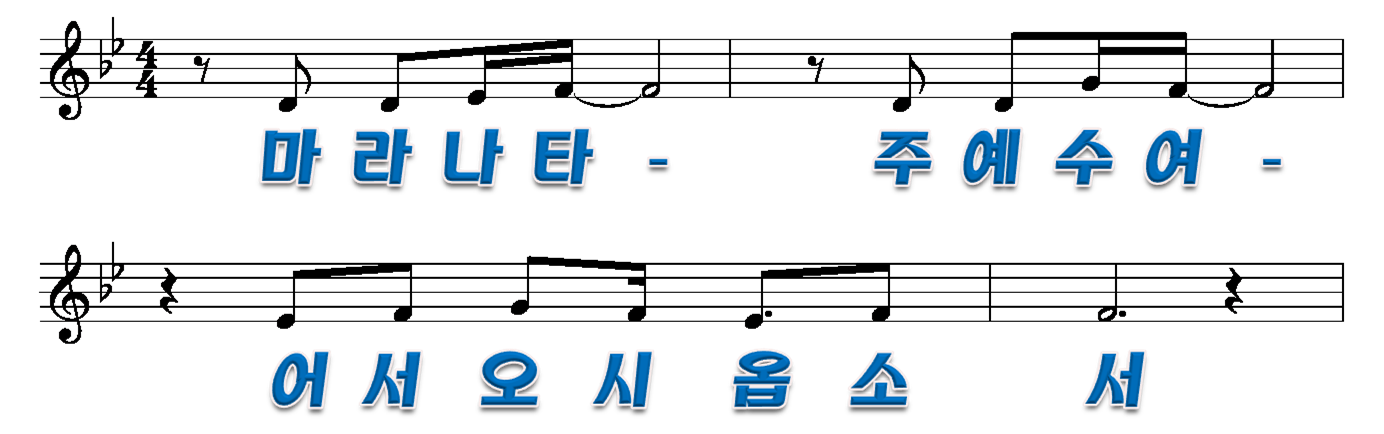 마 라 나 타 - 주 예 수 여 -
어 서 오 시 옵 소 서